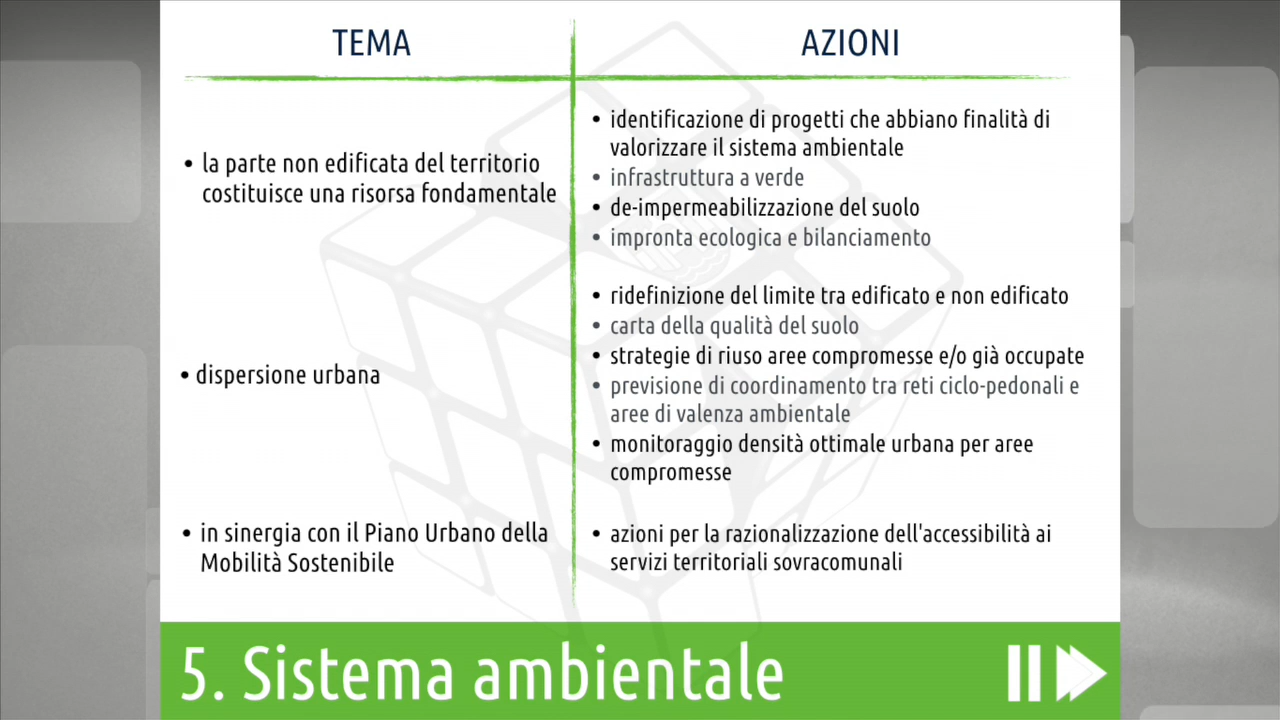 TEMA
AZIONI
• la parte non edificata del territorio
costituisce una risorsa fondamentale
• identificazione di progetti che abbiano finalità di
valorizzare il sistema ambientale
• infrastruttura a verde
• de-impermeabilizzazione del suolo
• impronta ecologica e bilanciamento
• dispersione urbana
• ridefinizione del limite tra edificato e non edificato
• carta della qualità del suolo
• strategie di riuso aree compromesse e/o già occupate
• previsione di coordinamento tra reti ciclo-pedonali e
aree di valenza ambientale
• monitoraggio densità ottimale urbana per aree
compromesse
• in sinergia con il Piano Urbano della
Mobilità Sostenibile
• azioni per la razionalizzazione dell'accessibilità ai
servizi territoriali sovracomunali
5. Sistema ambientale